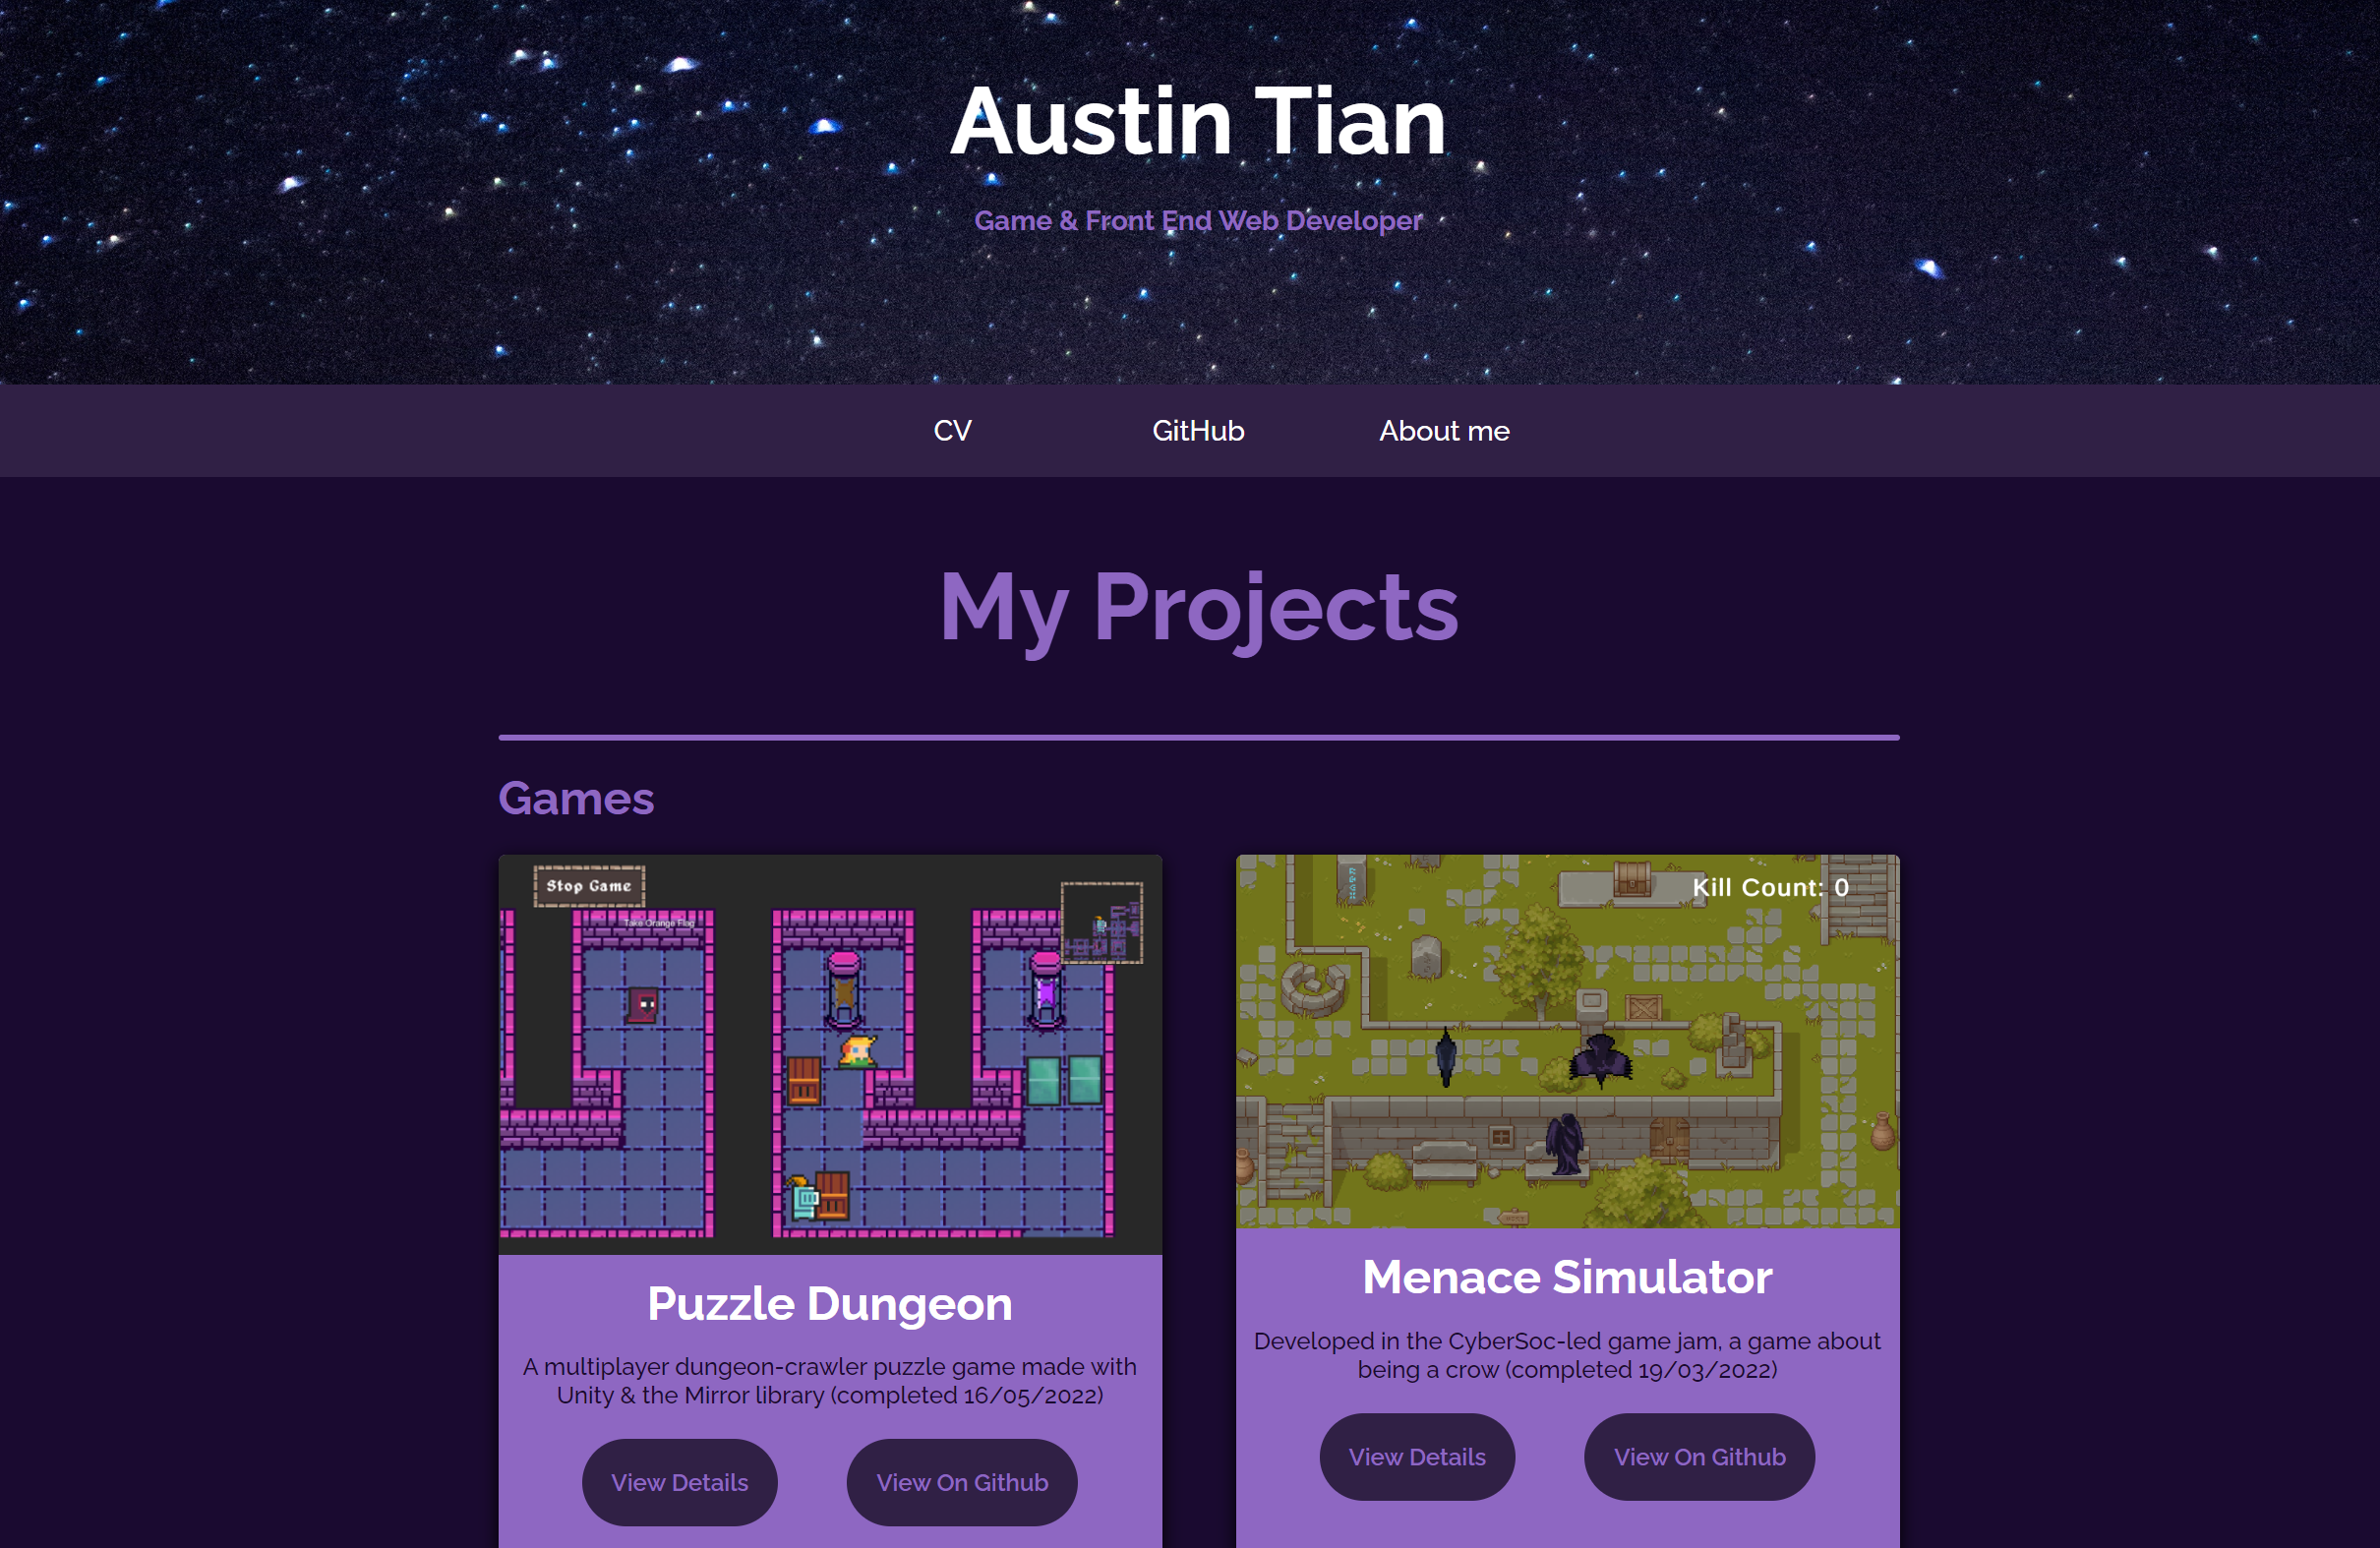 Austin Tian
Game & Front End Web Developer
CV
GitHub
About me
My Projects
Games
Stop Game
Take Orange Flag
Kill Count: 0
Puzzle Dungeon
A multiplayer dungeon-crawler puzzle game made with
Unity & the Mirror library (completed 16/05/2022)
View Details
View On Github
Menace Simulator
Developed in the CyberSoc-led game jam, a game about
being a crow (completed 19/03/2022)
View Details
View On Github